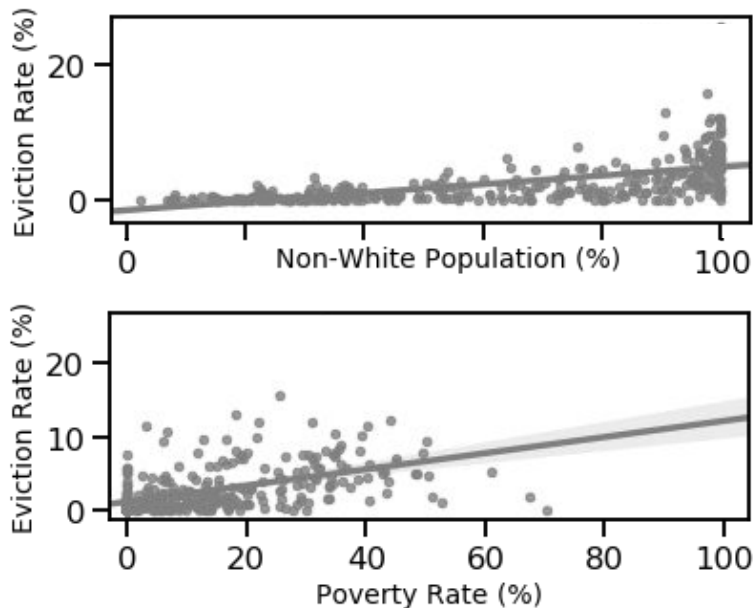 Eviction Rate (%)
20
0
0
100
Non-White Population (%)
Eviction Rate (%)
20
10
0
0 20 40 60 80 100
Poverty Rate (%)